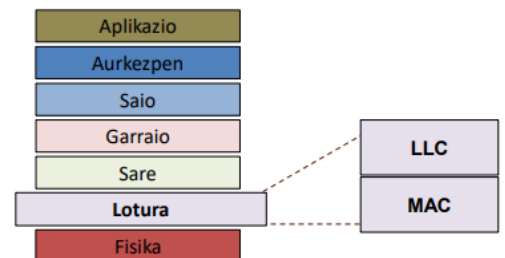 Aplikazio
Aurkezpen
Saio
Garraio
Sare
Lotura
Fisika
LLC
MAC